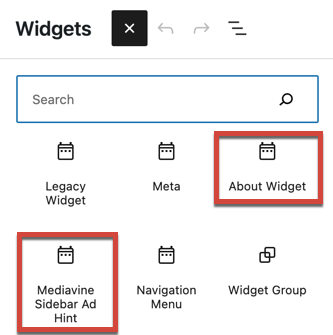 Widgets
Search
Legacy
Widget
Meta
About Widget
Mediavine
Sidebar Ad
Hint
Navigation
Menu
Widget Group